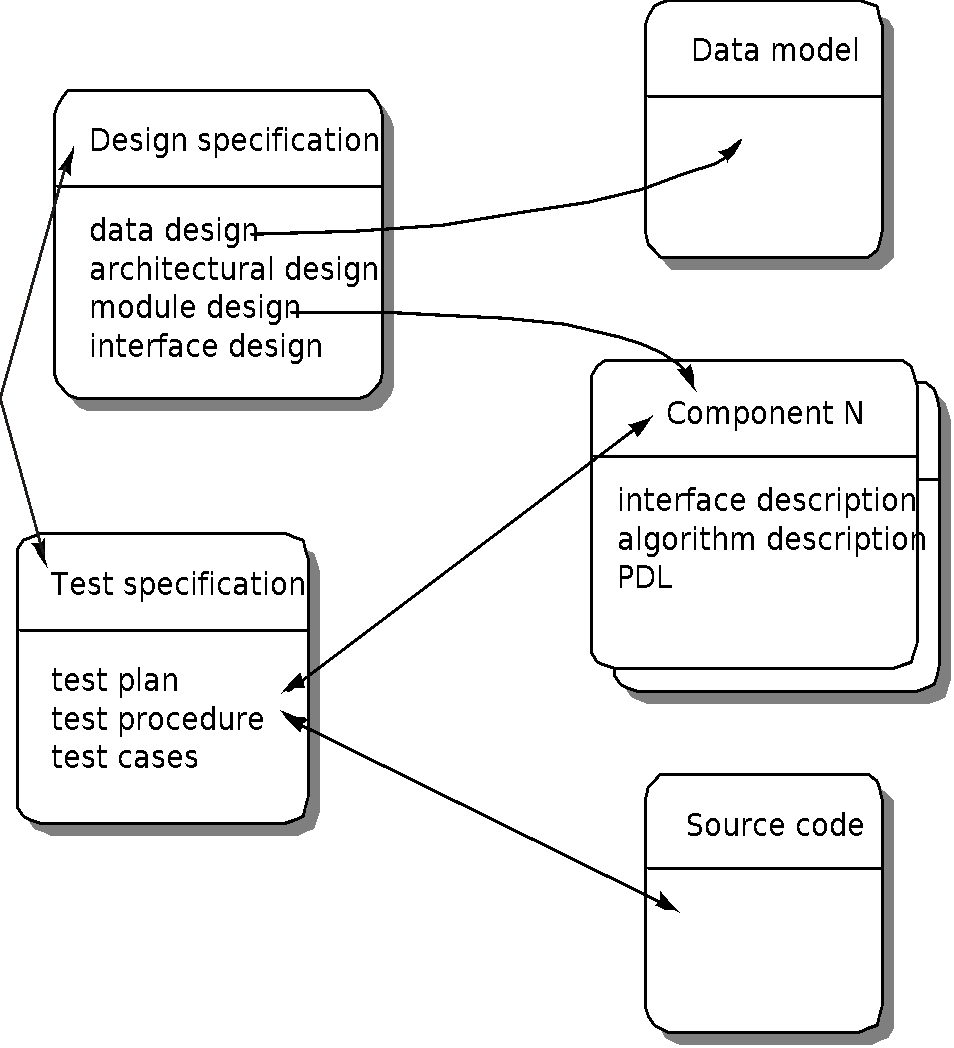 Data model
Design specification
data design
architectural design
module design
interface design
Component N
interface description
algorithm description
PDL
Test specification
test plan
test procedure
test cases
Source code